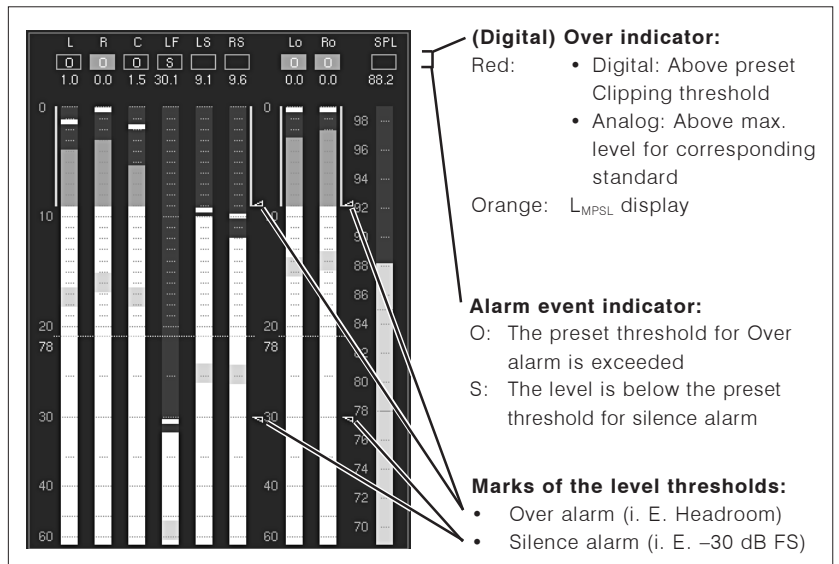 L R C LF LS RS Lo Ro SPL
O O O S O O
1.0 0.0 1.5 30.1 9.1 9.6 0.0 0.0 88.2
0 0
98
96
94
92
10 0
90
88
86
20 20
84
78 78
82
80
30 30
78
76
74
40 40
72
70
60 60
(Digital) Over indicator:
Red: • Digital: Above preset
Clipping threshold
• Analog: Above max.
level for corresponding
standard
Orange: LMPSL display
Alarm event indicator:
O: The preset threshold for Over
alarm is exceeded
S: The level is below the preset
threshold for silence alarm
Marks of the level thresholds:
• Over alarm (i. E. Headroom)
• Silence alarm (i. E. –30 dB FS)